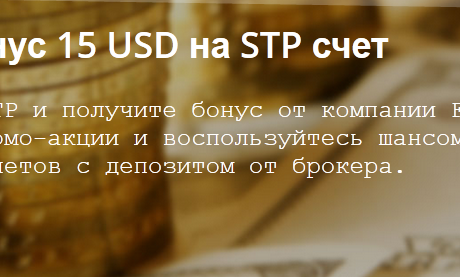 нус 15 USD на STP счет
ТР и получите бонус от компании E
омо-акции и воспользуйтесь шансом
четов с депозитом от брокера.